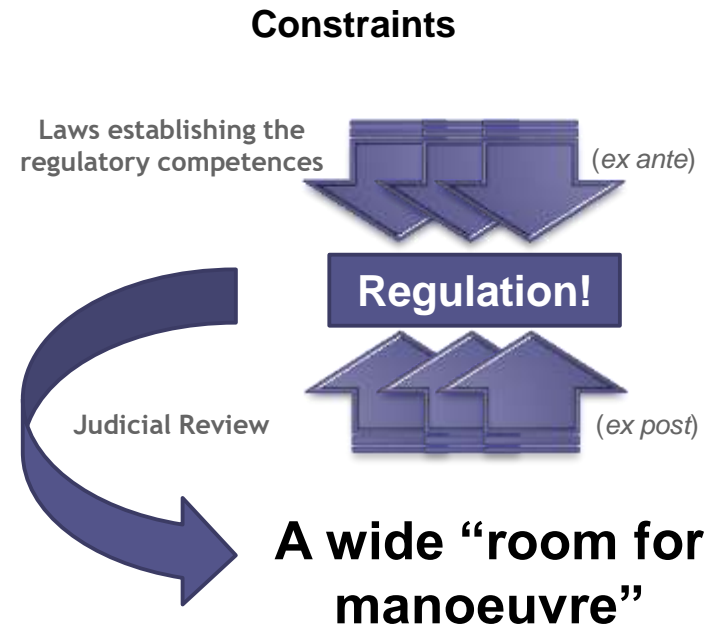 Constraints
Laws establishing the
regulatory competences
(ex ante)
Regulation!
Judicial Review
(ex post)
A wide “room for
manoeuvre”